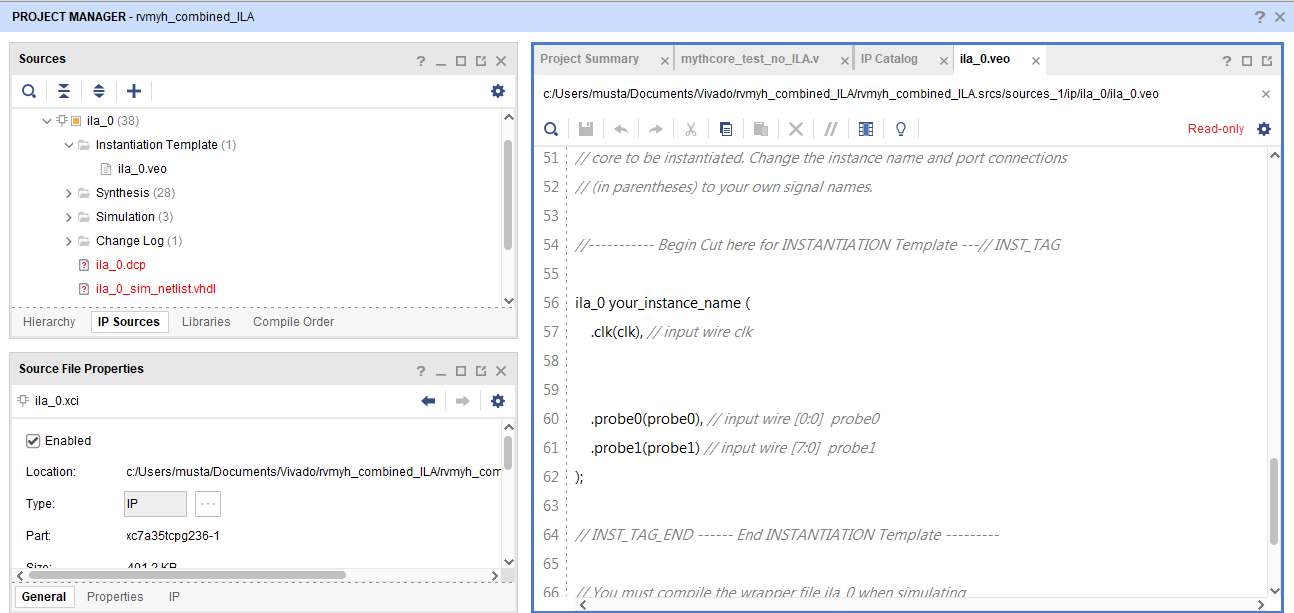 PROJECT MANAGER - rvmyh_combined_ILA
Sources
ila_0 (38)
Instantiation Template (1)
ila_0.veo
Synthesis (28)
Simulation (3)
Change Log (1)
ila_0.dcp
ila_0_sim_netlist.vhdl
Hierarchy IP Sources Libraries Compile Order
Source File Properties
ila_0.xci
Enabled
Location: c:/Users/musta/Documents/Vivado/rvmyh_combined_ILA/rvmyh_com
Type: IP
Part: xc7a35tcpg236-1
Size: 401.2 KB
General Properties IP
Project Summary mythcore_test_no_ILA.v IP Catalog ila_0.veo
c:/Users/musta/Documents/Vivado/rvmyh_combined_ILA/rvmyh_combined_ILA.srcs/sources_1/ip/ila_0/ila_0.veo
Read-only
51 // core to be instantiated. Change the instance name and port connections
52 // (in parentheses) to your own signal names.
53
54 //----------- Begin Cut here for INSTANTIATION Template ---// INST_TAG
55
56 ila_0 your_instance_name (
57 .clk(clk), // input wire clk
58
59
60 .probe0(probe0), // input wire [0:0] probe0
61 .probe1(probe1) // input wire [7:0] probe1
62 );
63
64 // INST_TAG_END ------ End INSTANTIATION Template ---------
65
66 // You must compile the wrapper file ila_0 when simulating